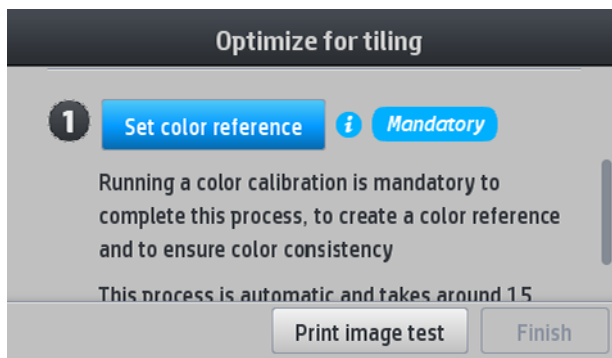 Optimize for tiling
1 Set color reference i Mandatory
Running a color calibration is mandatory to
complete this process, to create a color reference
and to ensure color consistency
This process is automatic and takes around 15
Print image test Finish